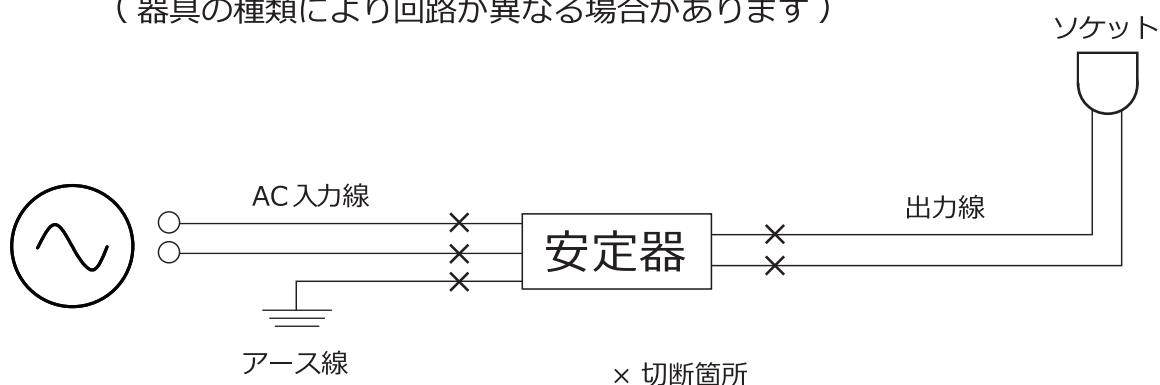 ( 器具の種類により回路が異なる場合があります )
ソケット
AC入力線
出力線
安定器
アース線
× 切断箇所